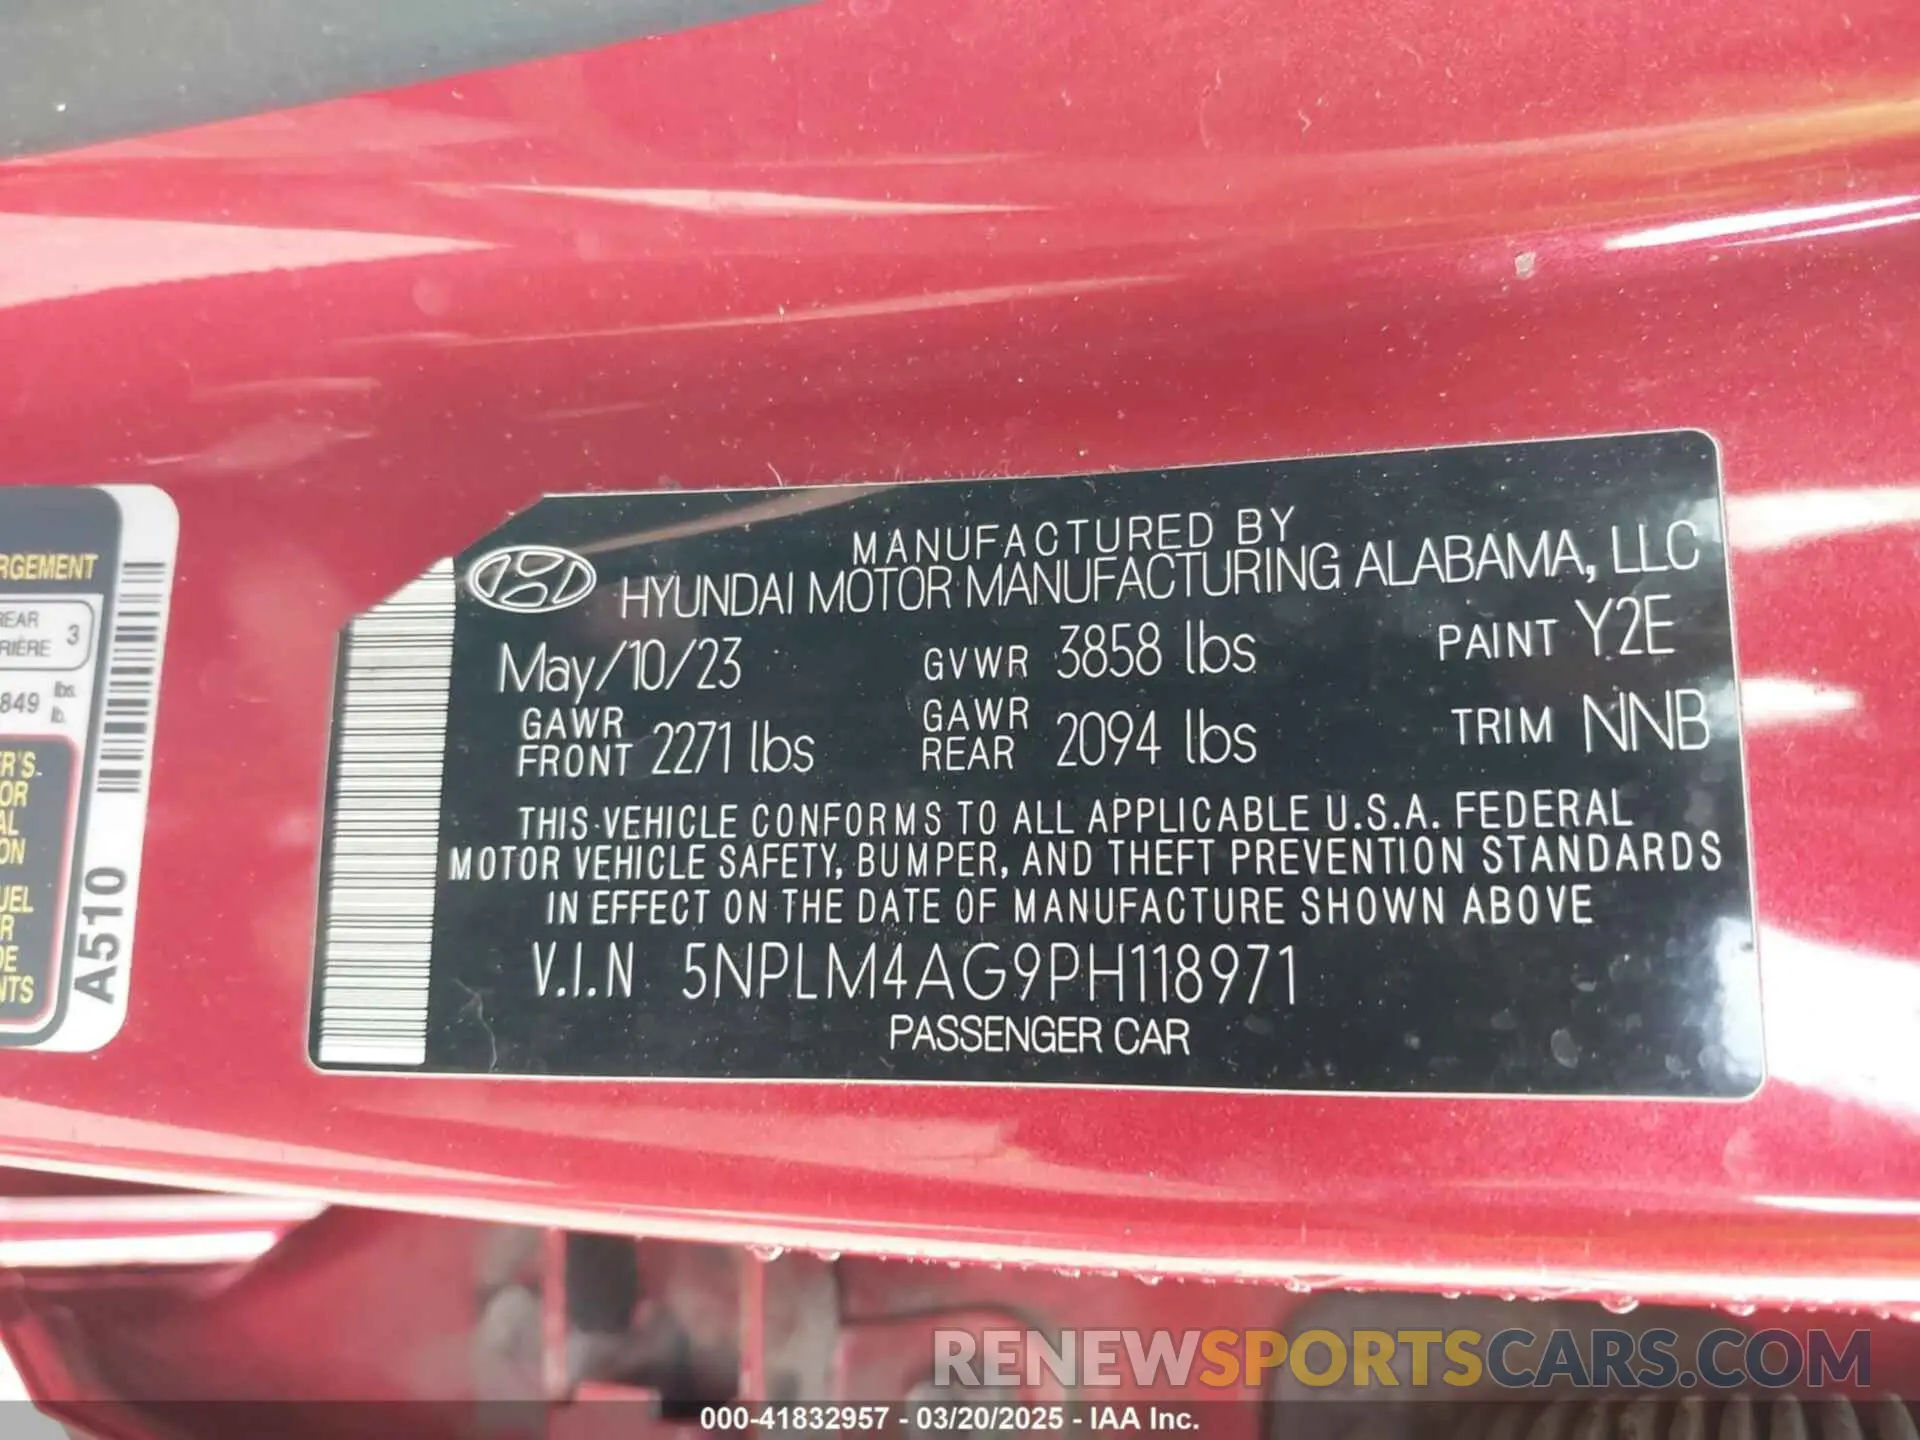 RGEMENT
REAR
RIÈRE 3
849 lbs.
lb.
A510
MANUFACTURED BY
HYUNDAI MOTOR MANUFACTURING ALABAMA, LLC
May/10/23 GVWR 3858 lbs PAINT Y2E
GAWR FRONT 2271 lbs GAWR REAR 2094 lbs TRIM NNB
THIS VEHICLE CONFORMS TO ALL APPLICABLE U.S.A. FEDERAL
MOTOR VEHICLE SAFETY, BUMPER, AND THEFT PREVENTION STANDARDS
IN EFFECT ON THE DATE OF MANUFACTURE SHOWN ABOVE
V.I.N 5NPLM4AG9PH118971
PASSENGER CAR
RENEWSPORTSCARS.COM
000-41832957 - 03/20/2025 - IAA Inc.